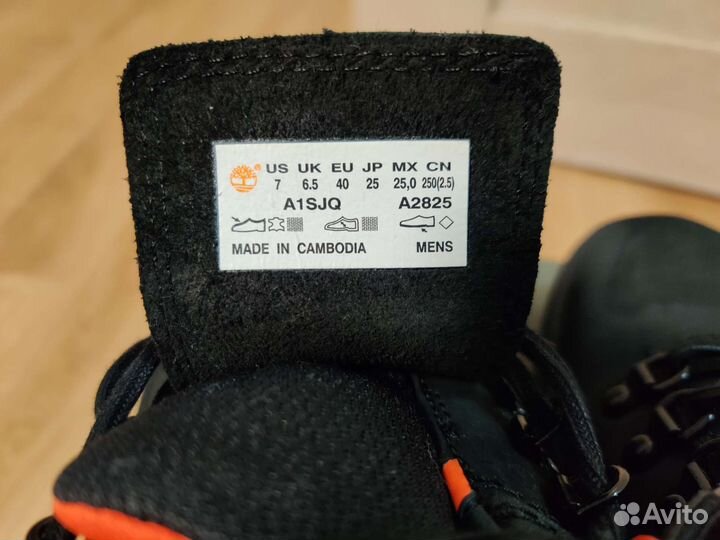 US UK EU JP MX CN
7 6.5 40 25 25,0 250(2.5)
A1SJQ A2825
MADE IN CAMBODIA MENS
Avito